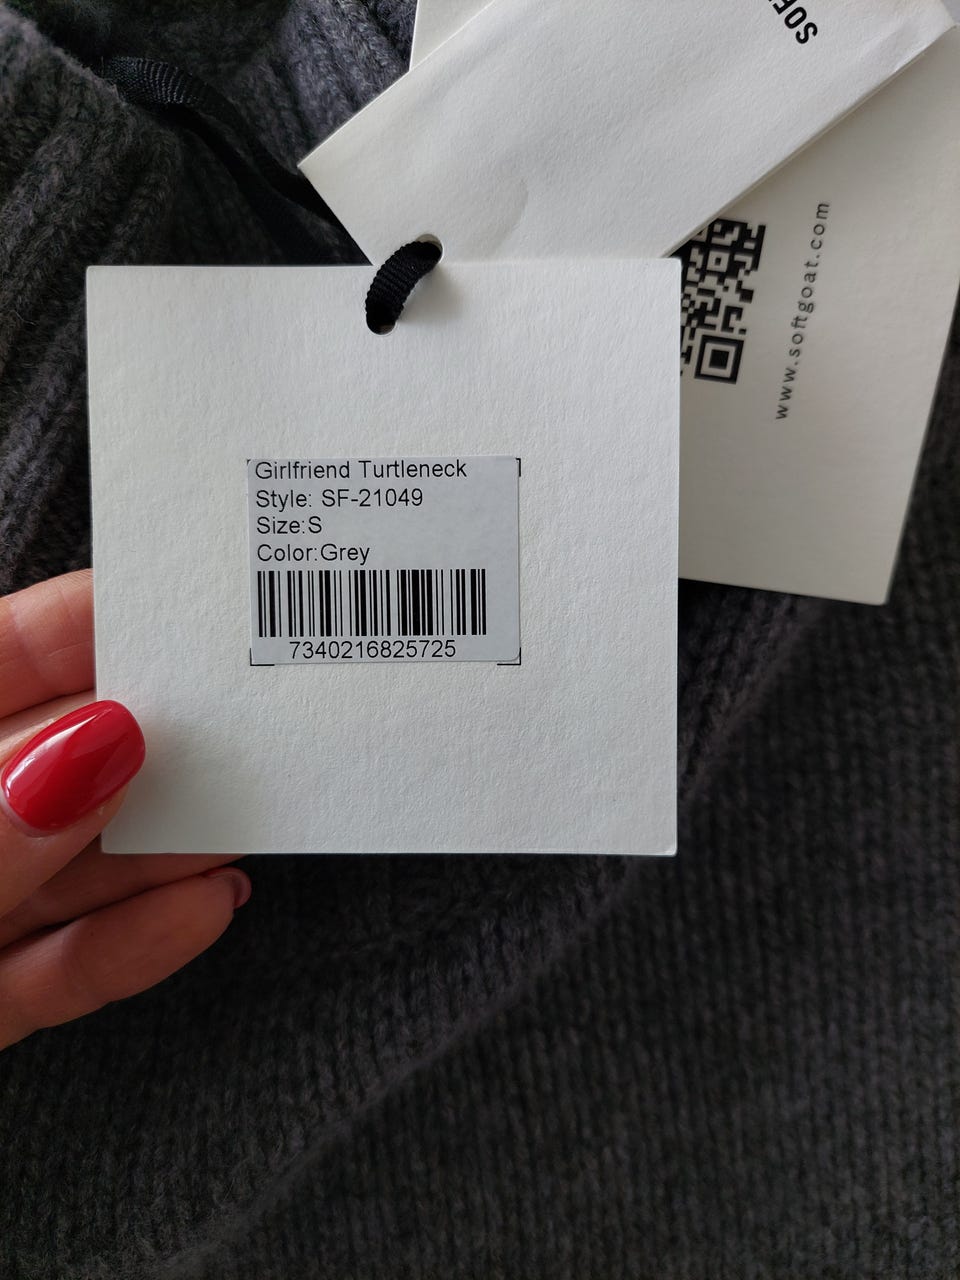 www.softgoat.com
Girlfriend Turtleneck
Style: SF-21049
Size:S
Color:Grey
7340216825725